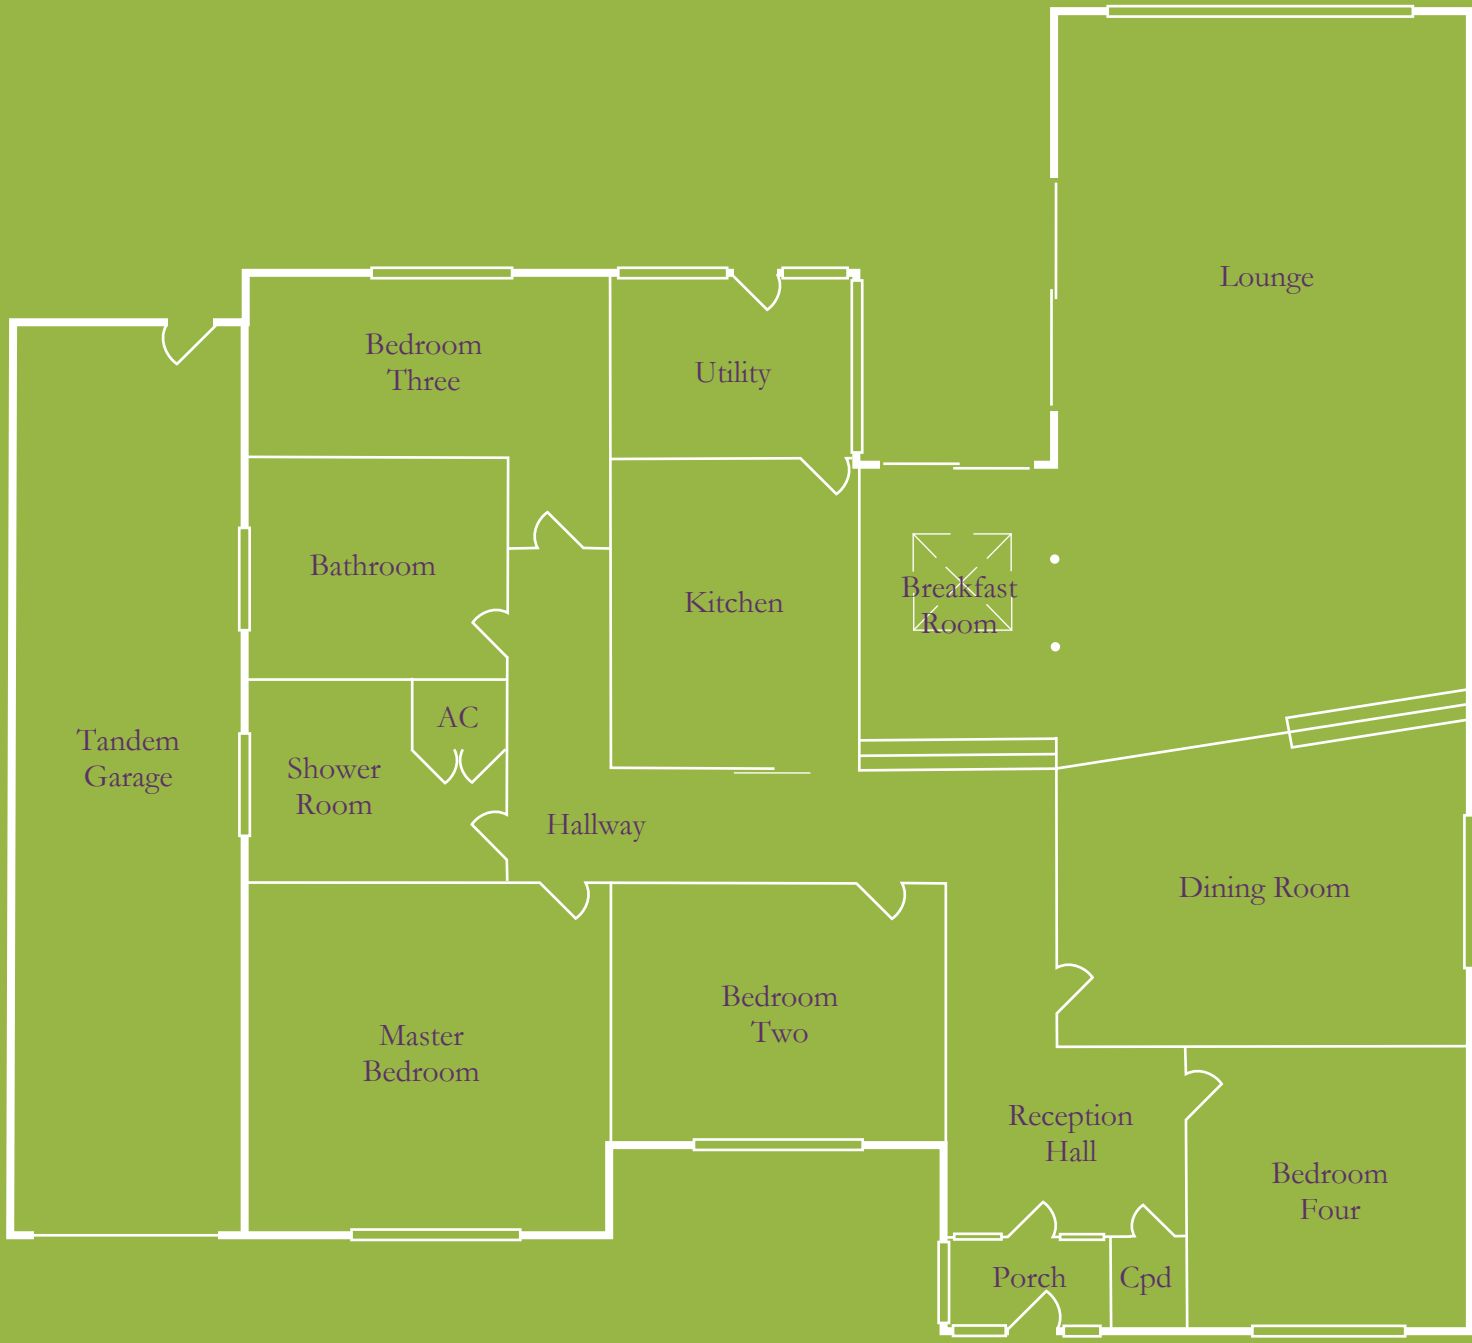 Lounge
Bedroom
Three
Utility
Bathroom
Kitchen
Breakfast
Room
AC
Tandem
Garage
Shower
Room
Hallway
Dining Room
Master
Bedroom
Bedroom
Two
Reception
Hall
Bedroom
Four
Porch
Cpd